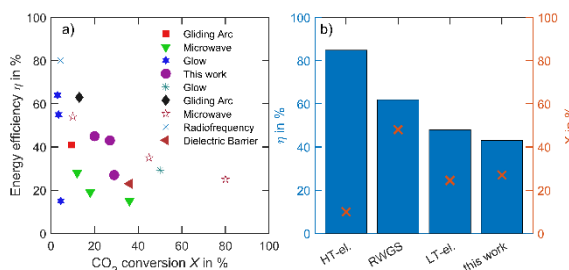 a)
Energy efficiency η in %
100
80
60
40
20
0
0 20 40 60 80 100
CO2 conversion X in %
Gliding Arc
Microwave
Glow
This work
Glow
Gliding Arc
Microwave
Radiofrequency
Dielectric Barrier
b)
η in %
100
80
60
40
20
0
HT-el.
RWGS
LT-el.
this work
100
80
60
40
20
0
X in %